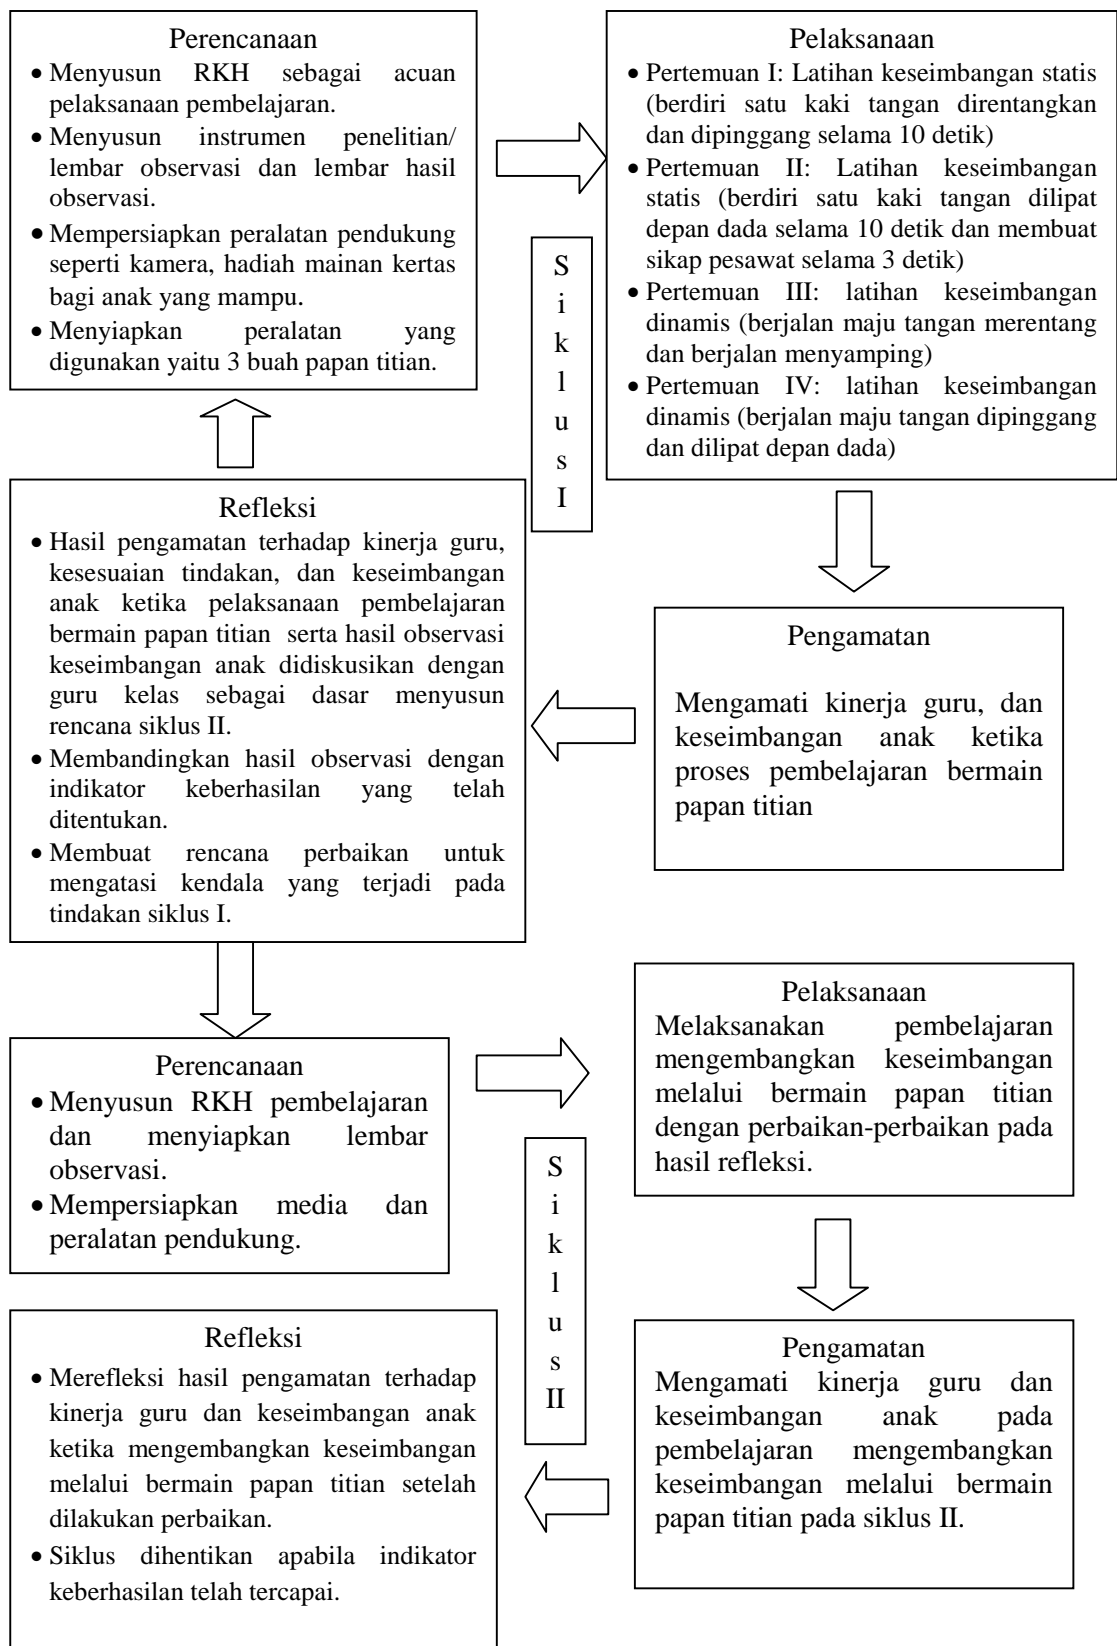 Perencanaan
• Menyusun RKH sebagai acuan
pelaksanaan pembelajaran.
• Menyusun instrumen penelitian/
lembar observasi dan lembar hasil
observasi.
• Mempersiapkan peralatan pendukung
seperti kamera, hadiah mainan kertas
bagi anak yang mampu.
• Menyiapkan peralatan yang
digunakan yaitu 3 buah papan titian.
Pelaksanaan
• Pertemuan I: Latihan keseimbangan statis
(berdiri satu kaki tangan direntangkan
dan dipinggang selama 10 detik)
• Pertemuan II: Latihan keseimbangan
statis (berdiri satu kaki tangan dilipat
depan dada selama 10 detik dan membuat
sikap pesawat selama 3 detik)
• Pertemuan III: latihan keseimbangan
dinamis (berjalan maju tangan merentang
dan berjalan menyamping)
• Pertemuan IV: latihan keseimbangan
dinamis (berjalan maju tangan dipinggang
dan dilipat depan dada)
S
i
k
l
u
s
I
Refleksi
• Hasil pengamatan terhadap kinerja guru,
kesesuaian tindakan, dan keseimbangan
anak ketika pelaksanaan pembelajaran
bermain papan titian serta hasil observasi
keseimbangan anak didiskusikan dengan
guru kelas sebagai dasar menyusun
rencana siklus II.
• Membandingkan hasil observasi dengan
indikator keberhasilan yang telah
ditentukan.
• Membuat rencana perbaikan untuk
mengatasi kendala yang terjadi pada
tindakan siklus I.
Pengamatan
Mengamati kinerja guru, dan
keseimbangan anak ketika
proses pembelajaran bermain
papan titian
Perencanaan
• Menyusun RKH pembelajaran
dan menyiapkan lembar
observasi.
• Mempersiapkan media dan
peralatan pendukung.
Pelaksanaan
Melaksanakan pembelajaran
mengembangkan keseimbangan
melalui bermain papan titian
dengan perbaikan-perbaikan pada
hasil refleksi.
S
i
k
l
u
s
II
Refleksi
• Merefleksi hasil pengamatan terhadap
kinerja guru dan keseimbangan anak
ketika mengembangkan keseimbangan
melalui bermain papan titian setelah
dilakukan perbaikan.
• Siklus dihentikan apabila indikator
keberhasilan telah tercapai.
Pengamatan
Mengamati kinerja guru dan
keseimbangan anak pada
pembelajaran mengembangkan
keseimbangan melalui bermain
papan titian pada siklus II.